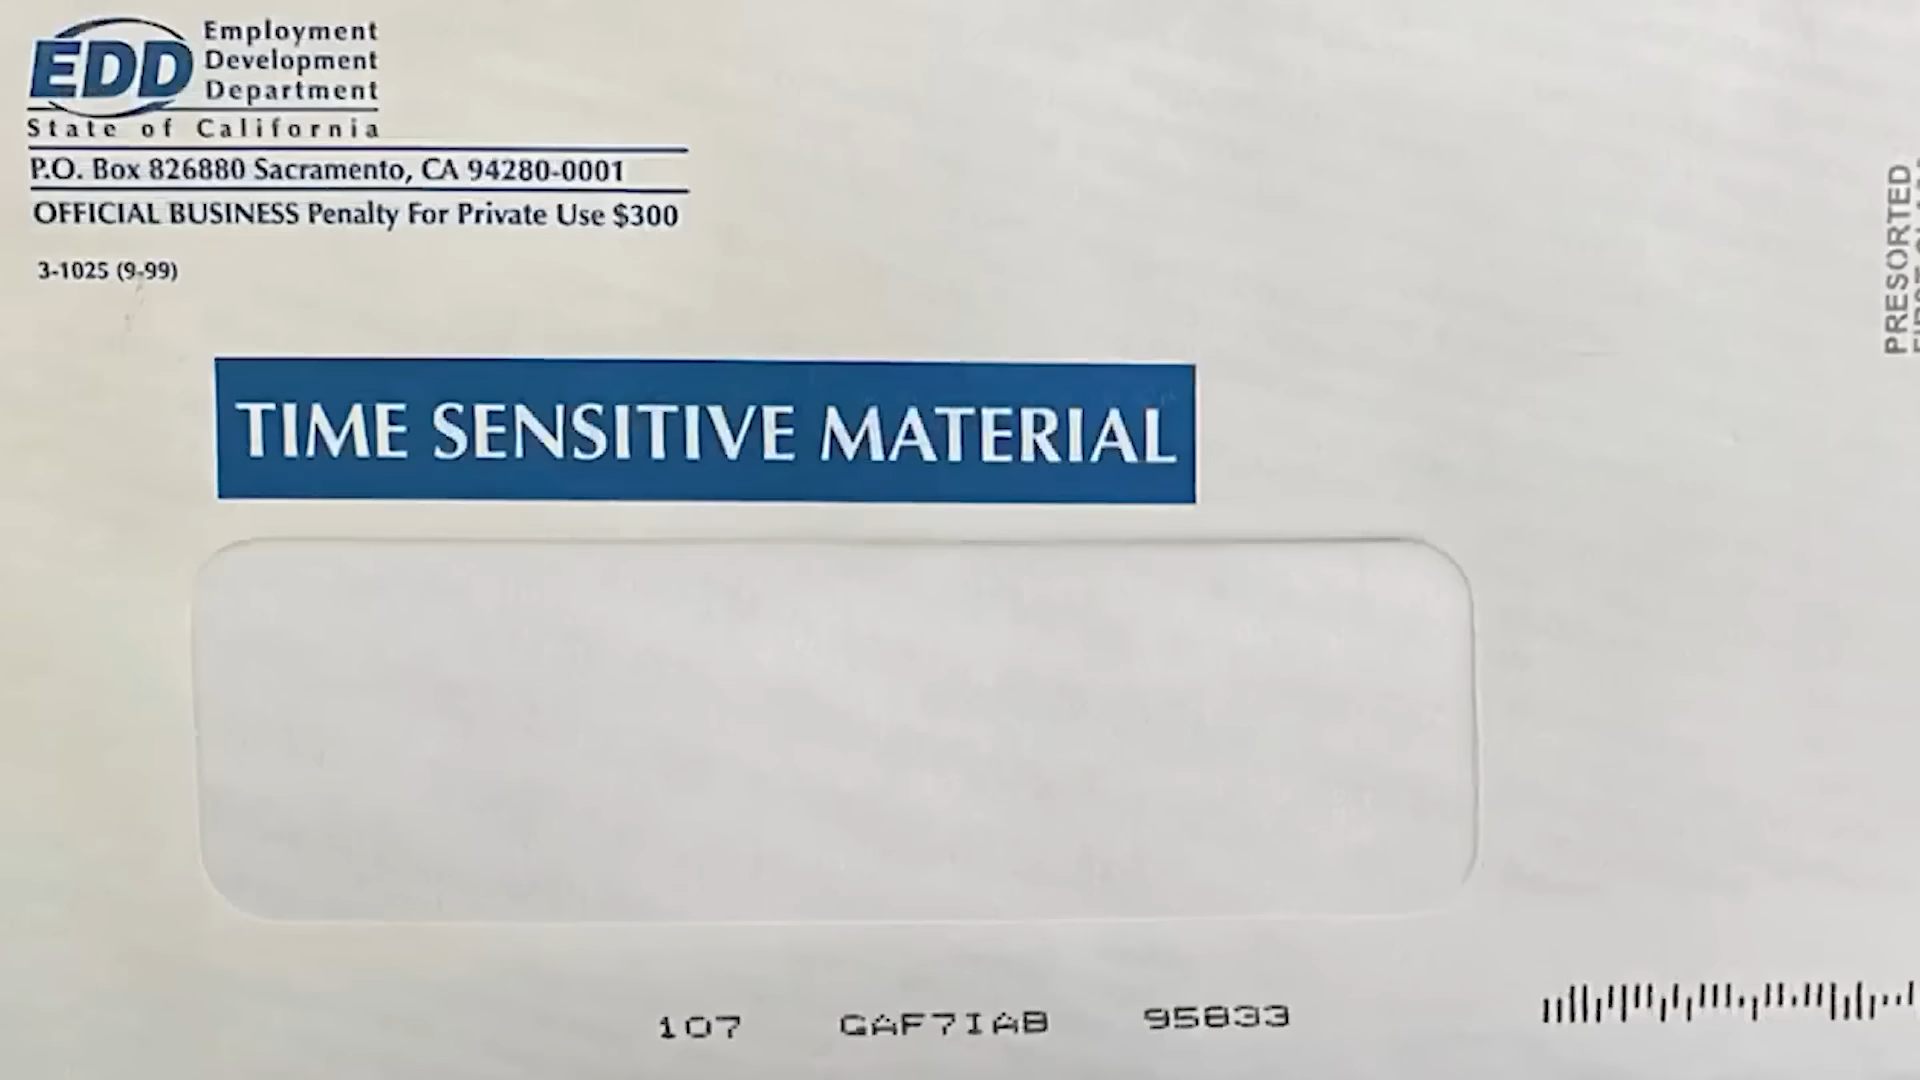 EDD
Employment
Development
Department
State of California
P.O. Box 826880 Sacramento, CA 94280-0001
OFFICIAL BUSINESS Penalty For Private Use $300
3-1025 (9-99)
PRESORTED
TIME SENSITIVE MATERIAL
107 GAF7IAB 95833